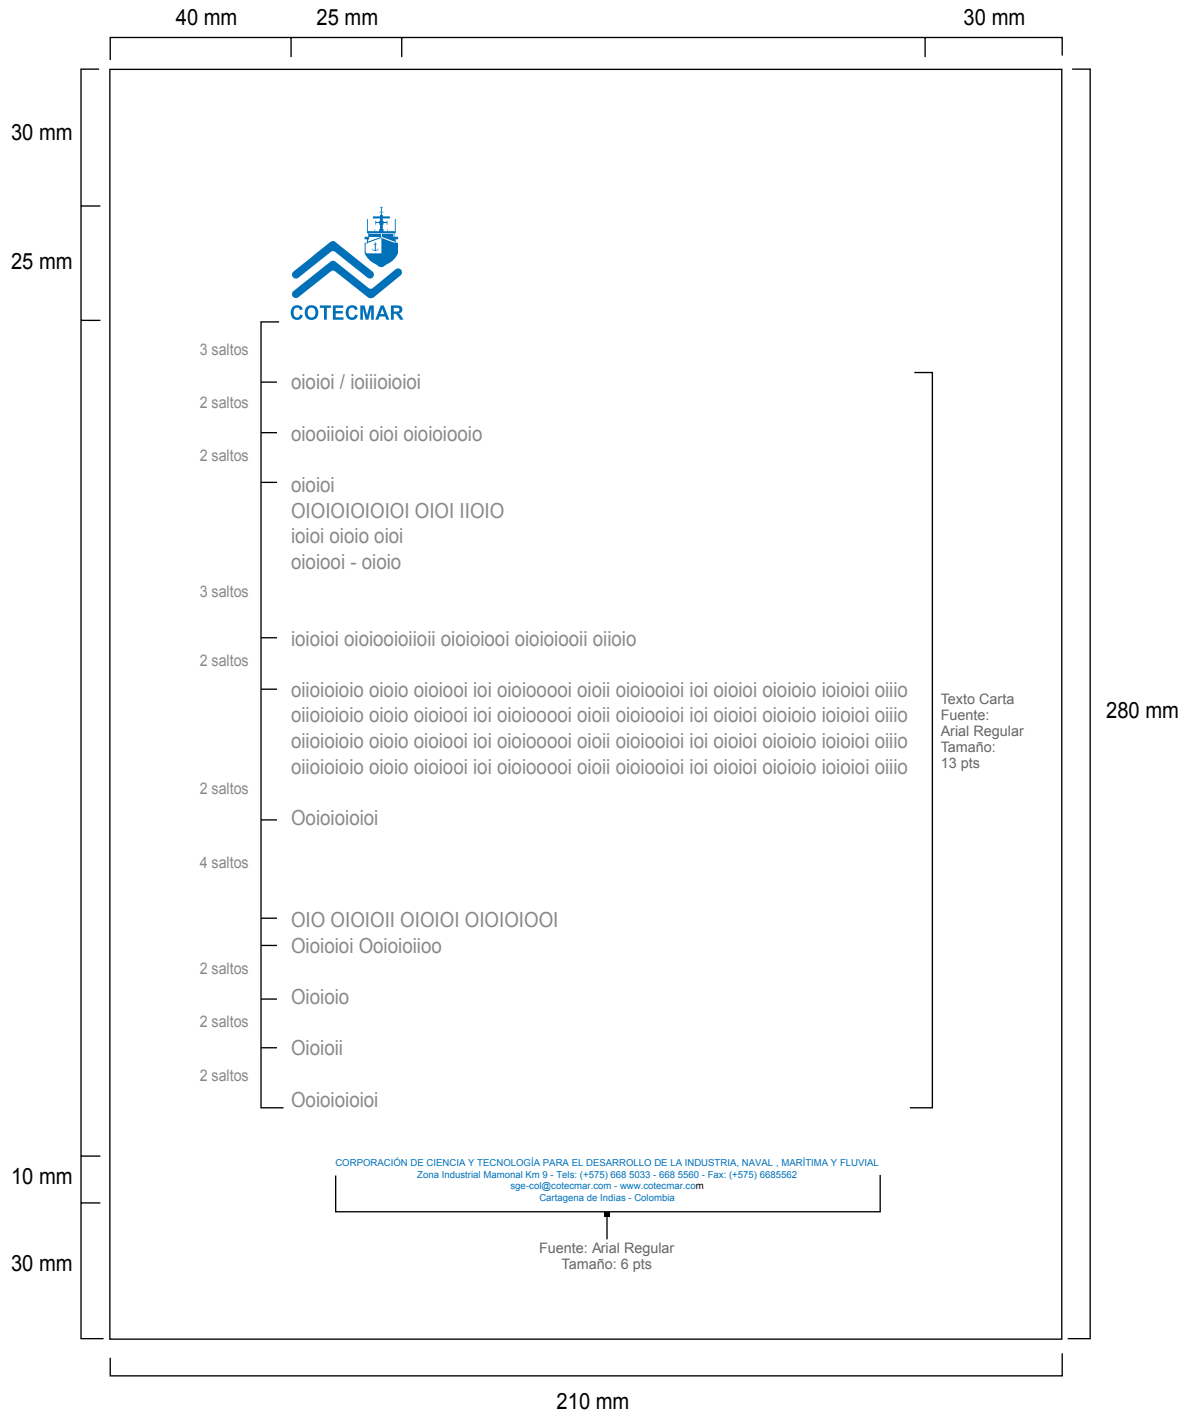 40 mm 25 mm 30 mm
30 mm
25 mm
COTECMAR
3 saltos
oioioi / ioiiioioioi
2 saltos
oiooiioioi oioi oioioiooio
2 saltos
oioioi
OIOIOIOIOIOI OIOI IIOIO
ioioi oioio oioi
oioiooi - oioio
3 saltos
ioioioi oioiooioiioii oioioiooi oioioiooii oiioio
2 saltos
oiioioioio oioio oioiooi ioi oioiooooi oioii oioiooioi ioi oioioi oioioio ioioioi oiiio
oiioioioio oioio oioiooi ioi oioiooooi oioii oioiooioi ioi oioioi oioioio ioioioi oiiio
oiioioioio oioio oioiooi ioi oioiooooi oioii oioiooioi ioi oioioi oioioio ioioioi oiiio
oiioioioio oioio oioiooi ioi oioiooooi oioii oioiooioi ioi oioioi oioioio ioioioi oiiio
Texto Carta
Fuente:
Arial Regular
Tamaño:
13 pts
280 mm
2 saltos
Ooioioioioi
4 saltos
OIO OIOIOII OIOIOI OIOIOIOOI
Oioioioi Ooioioiioo
2 saltos
Oioioio
2 saltos
Oioioii
2 saltos
Ooioioioioi
10 mm
CORPORACIÓN DE CIENCIA Y TECNOLOGÍA PARA EL DESARROLLO DE LA INDUSTRIA, NAVAL , MARÍTIMA Y FLUVIAL
Zona Industrial Mamonal Km 9 - Tels: (+575) 668 5033 - 668 5560 - Fax: (+575) 6685562
sge-col@cotecmar.com - www.cotecmar.com
Cartagena de Indias - Colombia
30 mm
Fuente: Arial Regular
Tamaño: 6 pts
210 mm